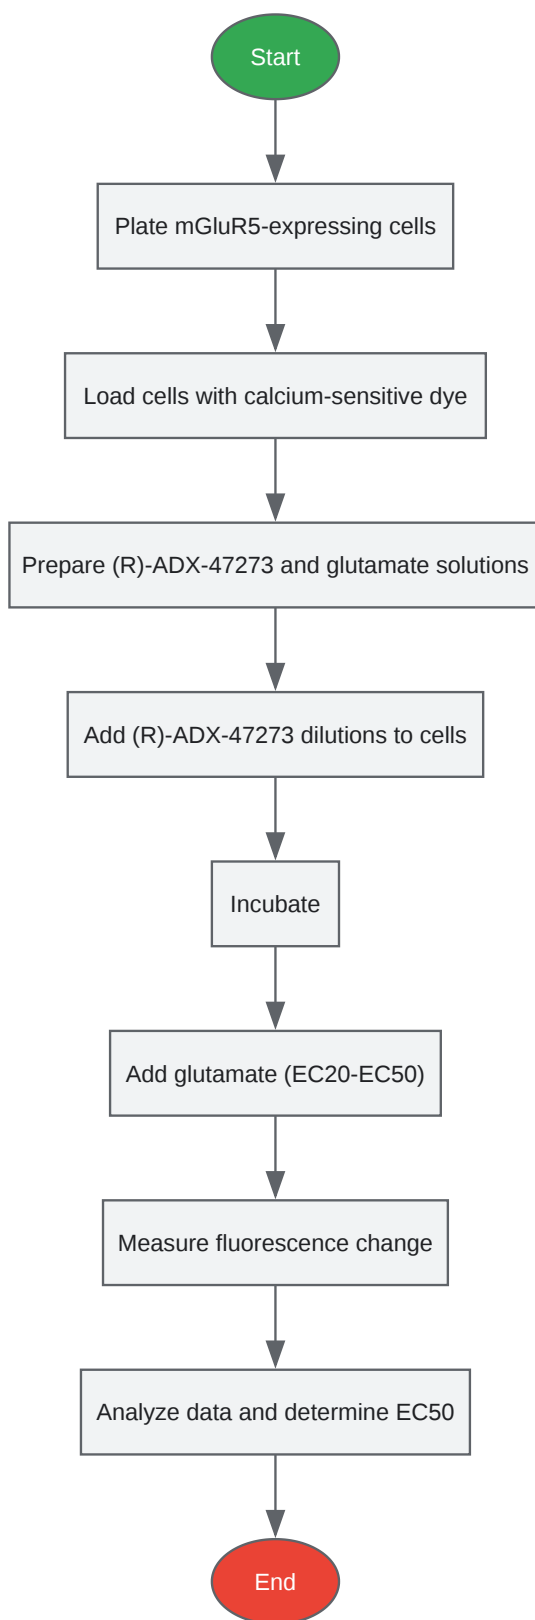 Start
Plate mGluR5-expressing cells
Load cells with calcium-sensitive dye
Prepare (R)-ADX-47273 and glutamate solutions
Add (R)-ADX-47273 dilutions to cells
Incubate
Add glutamate (EC20-EC50)
Measure fluorescence change
Analyze data and determine EC50
End